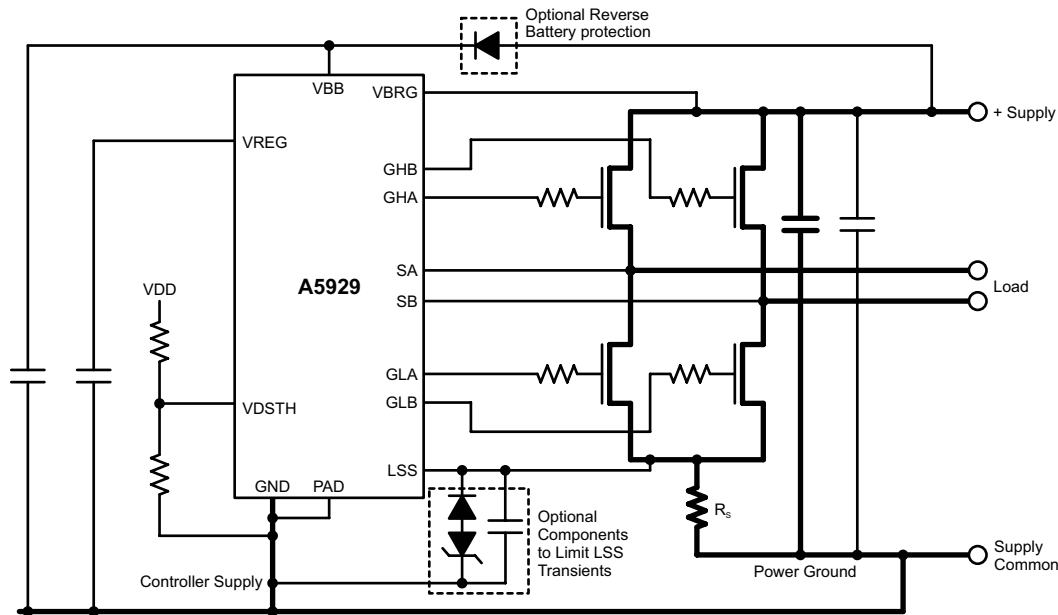 Optional Reverse
Battery protection
VBB
VBRG
+ Supply
VREG
GHB
GHA
SA
A5929
SB
Load
VDD
GLA
VDSTH
GLB
LSS
GND
PAD
Rs
Optional
Components
to Limit LSS
Transients
Controller Supply
Power Ground
Supply
Common